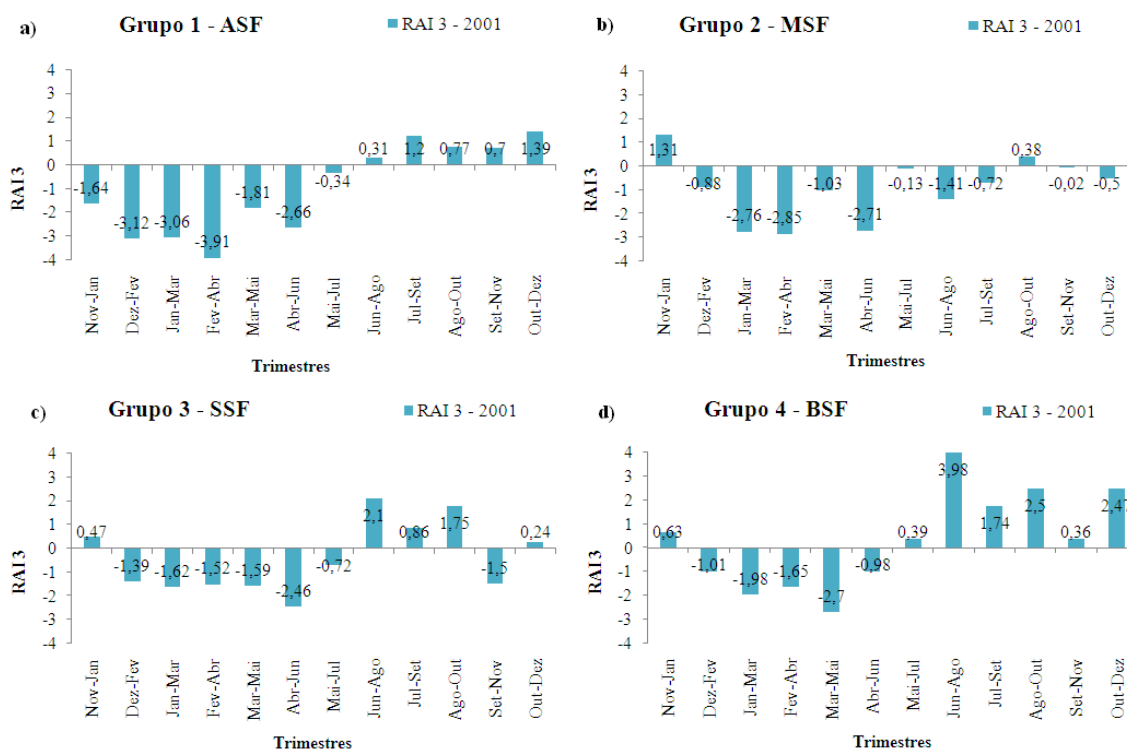 a)
Grupo 1 - ASF
RAI 3 - 2001
4
3
2
1
0
-1
-2
-3
-4
RAI3
-1,64
-3,12
-3,06
-3,91
-1,81
-2,66
-0,34
0,31
1,2
0,77
0,7
1,39
Nov-Jan
Dez-Fev
Jan-Mar
Fev-Abr
Mar-Mai
Abr-Jun
Mai-Jul
Jun-Ago
Jul-Set
Ago-Out
Set-Nov
Out-Dez
Trimestres
b)
Grupo 2 - MSF
RAI 3 - 2001
4
3
2
1
0
-1
-2
-3
-4
RAI3
1,31
-0,88
-2,76
-2,85
-1,03
-2,71
-0,13
-1,41
-0,72
0,38
-0,02
-0,5
Nov-Jan
Dez-Fev
Jan-Mar
Fev-Abr
Mar-Mai
Abr-Jun
Mai-Jul
Jun-Ago
Jul-Set
Ago-Out
Set-Nov
Out-Dez
Trimestres
c)
Grupo 3 - SSF
RAI 3 - 2001
4
3
2
1
0
-1
-2
-3
-4
RAI3
0,47
-1,39
-1,62
-1,52
-1,59
-2,46
-0,72
2,1
0,86
1,75
-1,5
0,24
Nov-Jan
Dez-Fev
Jan-Mar
Fev-Abr
Mar-Mai
Abr-Jun
Mai-Jul
Jun-Ago
Jul-Set
Ago-Out
Set-Nov
Out-Dez
Trimestres
d)
Grupo 4 - BSF
RAI 3 - 2001
4
3
2
1
0
-1
-2
-3
-4
RAI3
0,63
-1,01
-1,98
-1,65
-2,7
-0,98
0,39
3,98
1,74
2,5
0,36
2,47
Nov-Jan
Dez-Fev
Jan-Mar
Fev-Abr
Mar-Mai
Abr-Jun
Mai-Jul
Jun-Ago
Jul-Set
Ago-Out
Set-Nov
Out-Dez
Trimestres